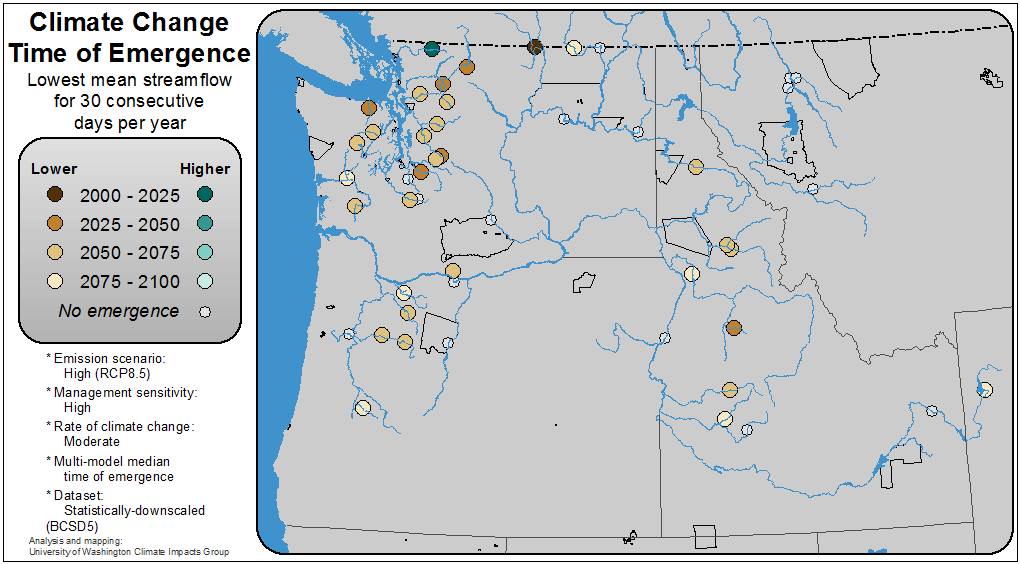 Climate Change
Time of Emergence
Lowest mean streamflow
for 30 consecutive
days per year
Lower Higher
2000 - 2025
2025 - 2050
2050 - 2075
2075 - 2100
No emergence
* Emission scenario:
High (RCP8.5)
* Management sensitivity:
High
* Rate of climate change:
Moderate
* Multi-model median
time of emergence
* Dataset:
Statistically-downscaled
(BCSD5)
Analysis and mapping:
University of Washington Climate Impacts Group